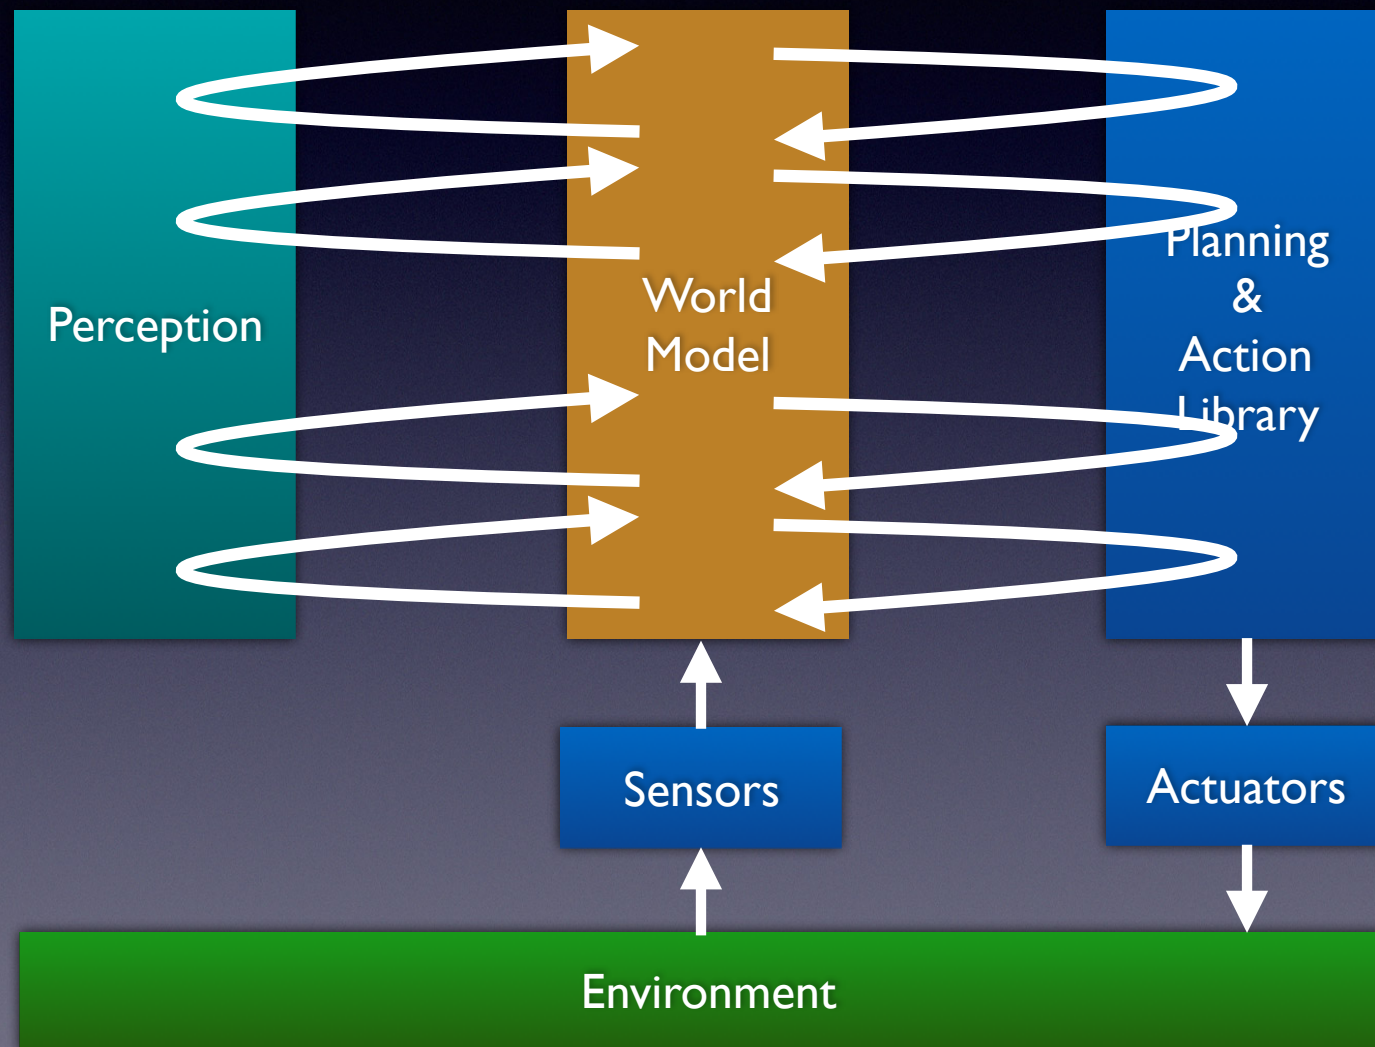 Perception
World
Model
Planning
&
Action
Library
Sensors
Actuators
Environment